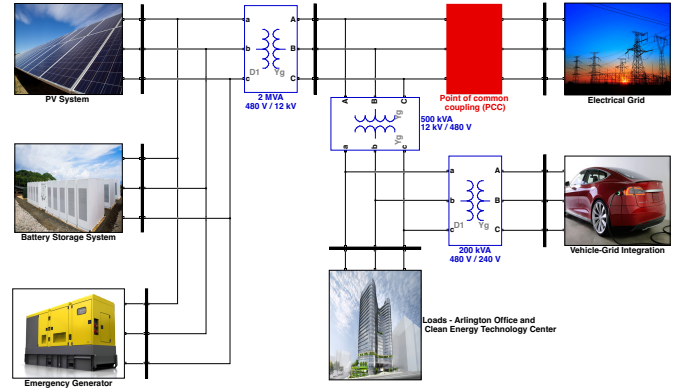 a
A
A
B
C
b
B
c
C
D1 Yg
PV System
2 MVA
480 V / 12 kV
Point of common
coupling (PCC)
Electrical Grid
Yg
Yg
500 kVA
12 kV / 480 V
a
b
c
a
A
b
B
c
C
D1 Yg
Battery Storage System
200 kVA
480 V / 240 V
Vehicle-Grid Integration
Loads - Arlington Office and
Clean Energy Technology Center
Emergency Generator